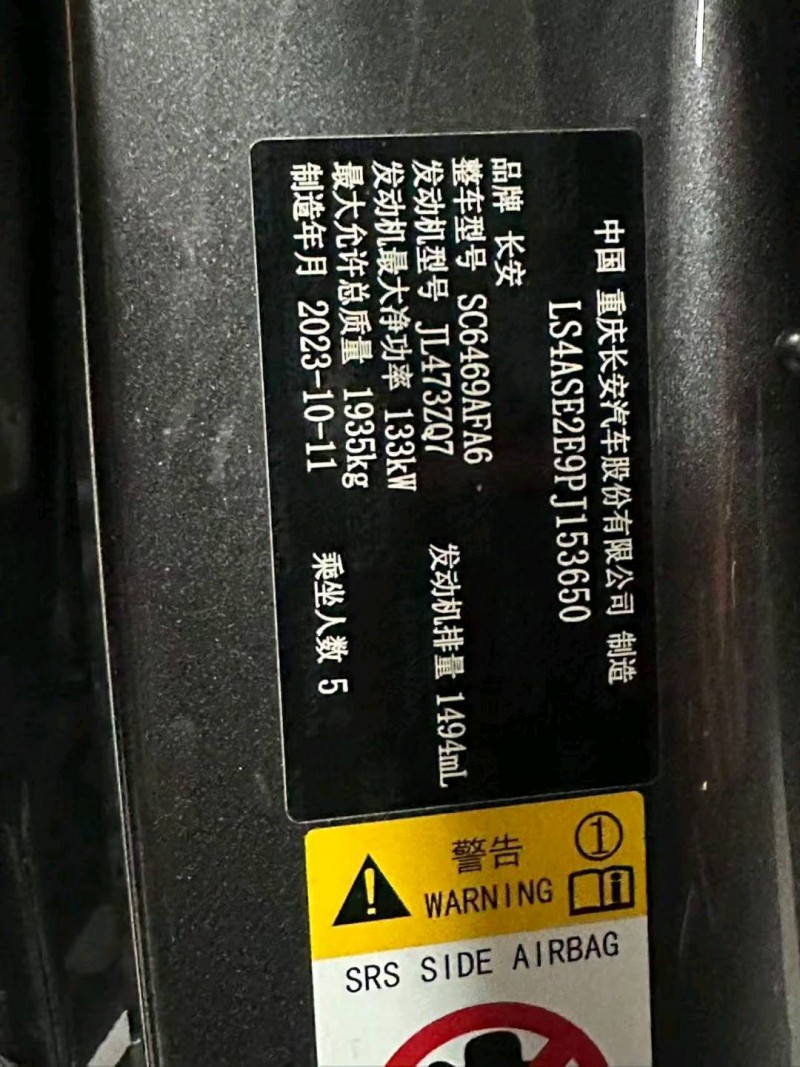 中国 重庆长安汽车股份有限公司 制造
LS4ASE2E9PJ153650
品牌 长安
整车型号 SC6469AFA6
发动机型号 JL473ZQ7 发动机排量 1494mL
发动机最大净功率 133kW
最大允许总质量 1935kg
制造年月 2023-10-11 乘坐人数 5
警告 ①
WARNING
SRS SIDE AIRBAG